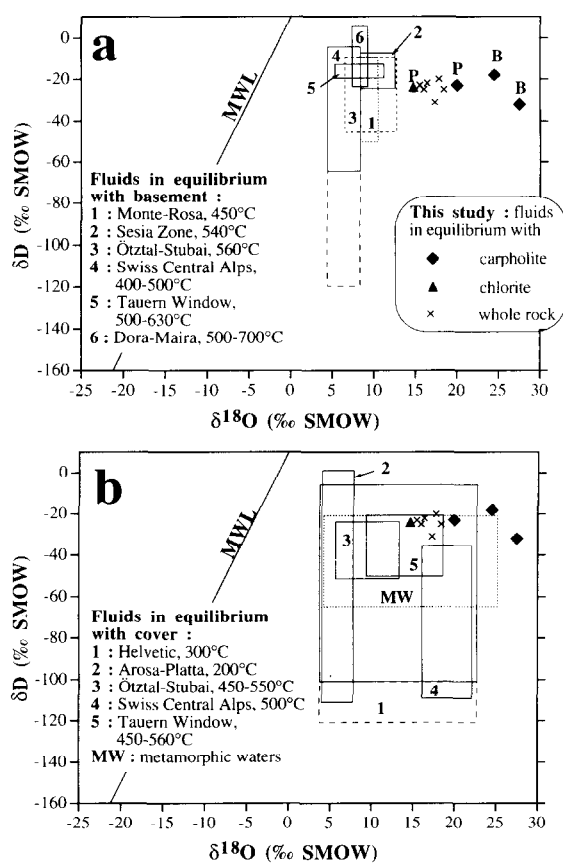 a
0
-20
-40
-60
-80
-100
-120
-140
-160
δD (‰ SMOW)
MWL
6
2
4
5
3
1
P
P
B
B
Fluids in equilibrium
with basement :
1 : Monte-Rosa, 450°C
2 : Sesia Zone, 540°C
3 : Ötztal-Stubai, 560°C
4 : Swiss Central Alps,
400-500°C
5 : Tauern Window,
500-630°C
6 : Dora-Maira, 500-700°C
This study : fluids
in equilibrium with
carpholite
chlorite
whole rock
-25 -20 -15 -10 -5 0 5 10 15 20 25 30
δ18O (‰ SMOW)
b
0
-20
-40
-60
-80
-100
-120
-140
-160
δD (‰ SMOW)
MWL
2
3
5
MW
4
1
Fluids in equilibrium
with cover :
1 : Helvetic, 300°C
2 : Arosa-Platta, 200°C
3 : Ötztal-Stubai, 450-550°C
4 : Swiss Central Alps, 500°C
5 : Tauern Window,
450-560°C
MW : metamorphic waters
-25 -20 -15 -10 -5 0 5 10 15 20 25 30
δ18O (‰ SMOW)